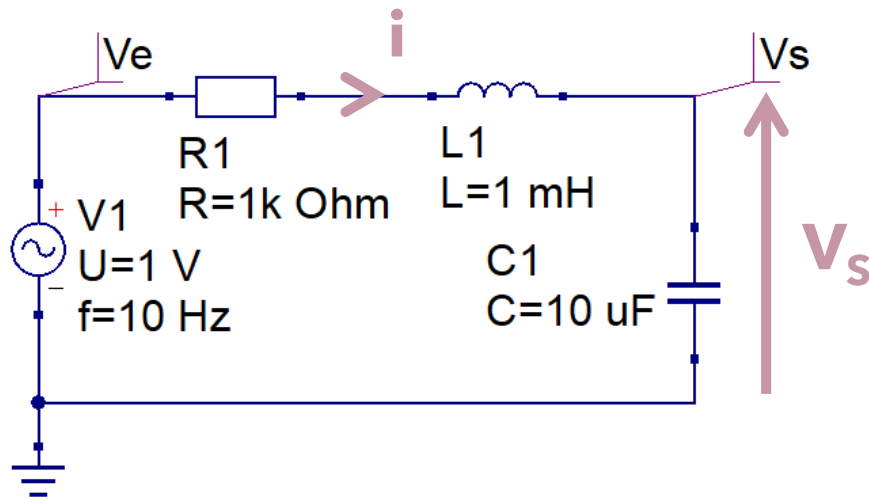 Ve
i
Vs
R1
R=1k Ohm
L1
L=1 mH
+
V1
U=1 V
f=10 Hz
–
C1
C=10 uF
vs